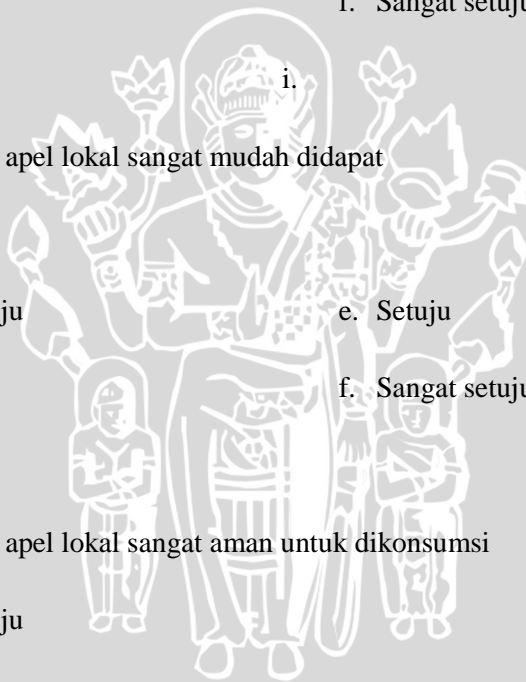 f. Sangat setuju
i.
apel lokal sangat mudah didapat
ju e. Setuju
f. Sangat setuju
apel lokal sangat aman untuk dikonsumsi
ju